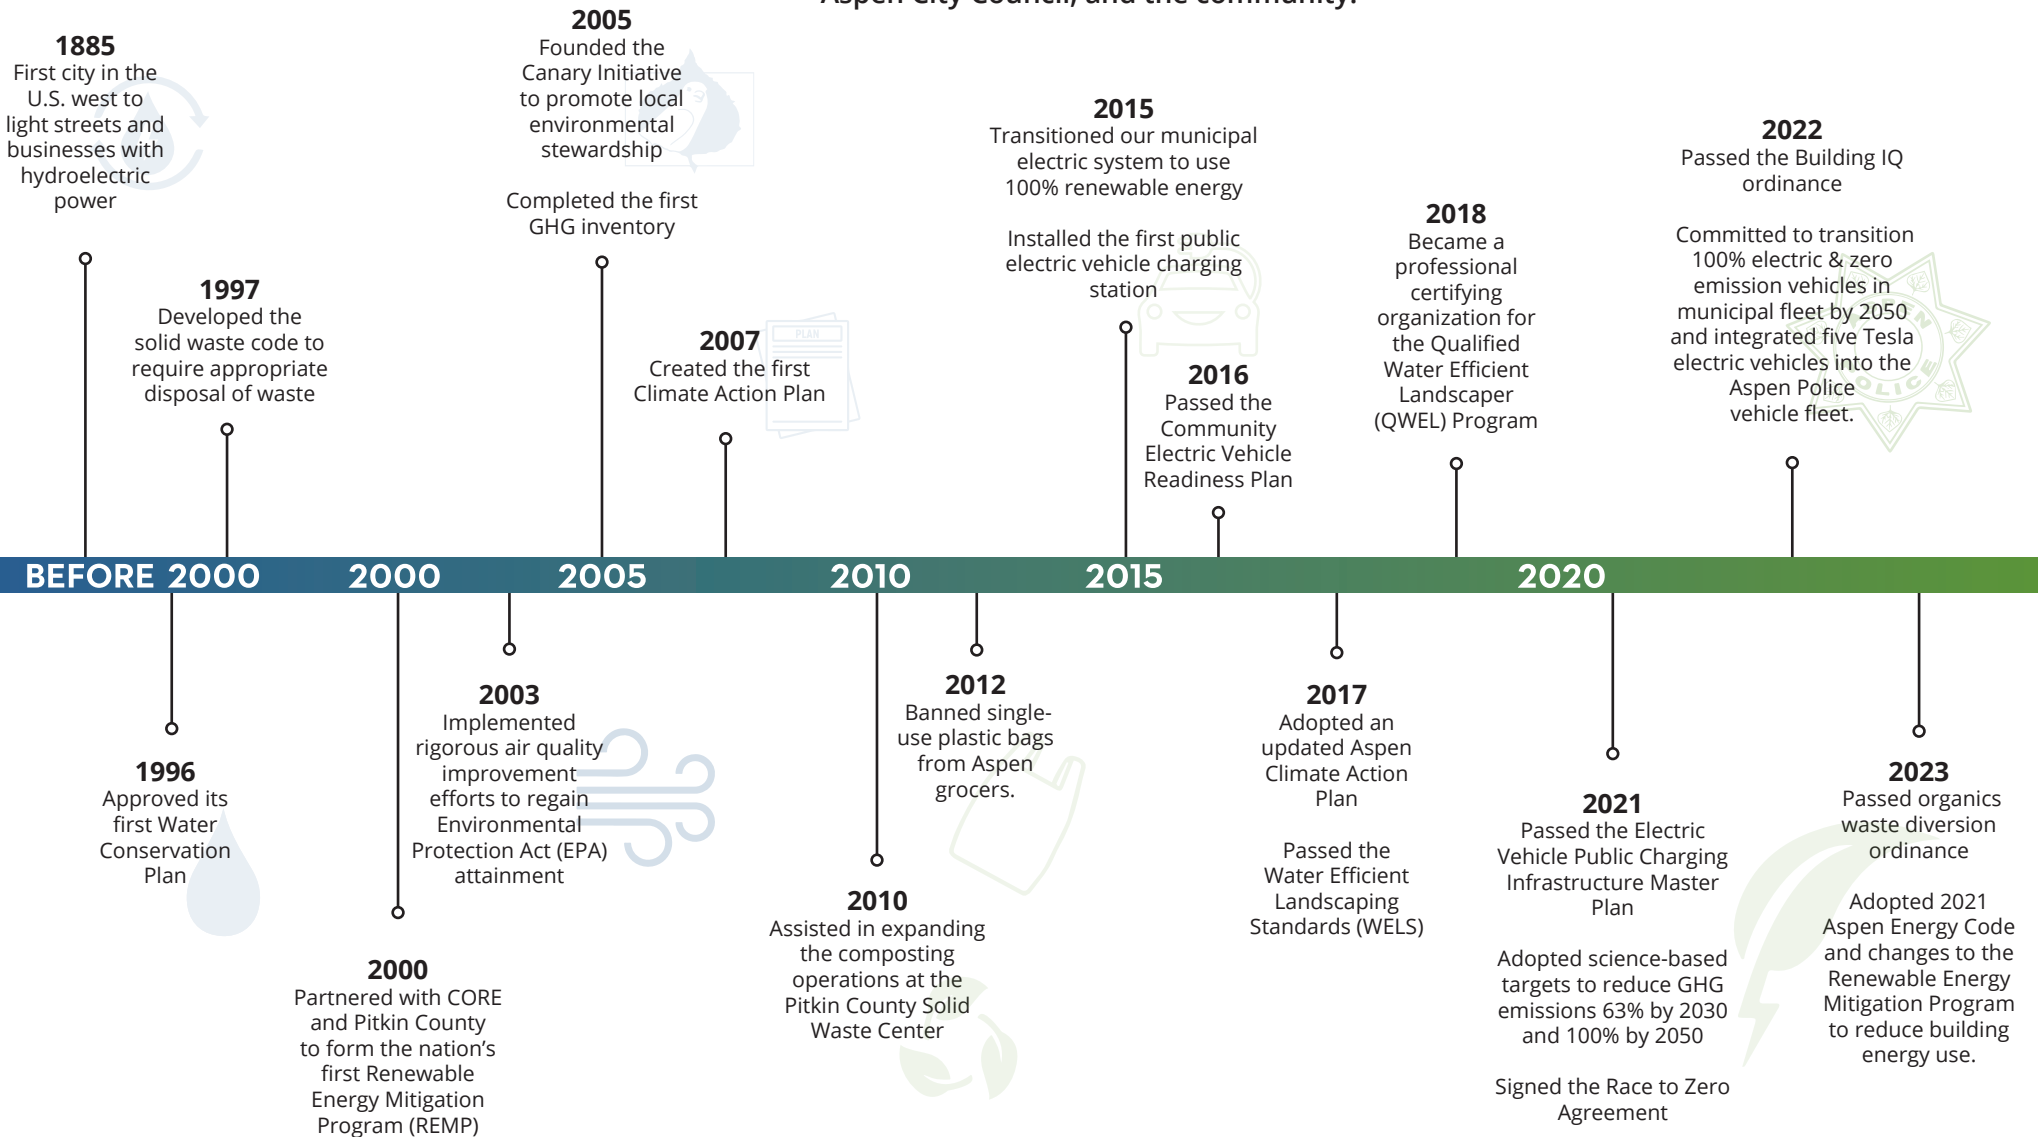 Aspen City Council, and the community.
1885
First city in the
U.S. west to
light streets and
businesses with
hydroelectric
power
1997
Developed the
solid waste code to
require appropriate
disposal of waste
2005
Founded the
Canary Initiative
to promote local
environmental
stewardship
Completed the first
GHG inventory
2007
Created the first
Climate Action Plan
PLAN
2015
Transitioned our municipal
electric system to use
100% renewable energy
Installed the first public
electric vehicle charging
station
2016
Passed the
Community
Electric Vehicle
Readiness Plan
2018
Became a
professional
certifying
organization for
the Qualified
Water Efficient
Landscaper
(QWEL) Program
2022
Passed the Building IQ
ordinance
Committed to transition
100% electric & zero
emission vehicles in
municipal fleet by 2050
and integrated five Tesla
electric vehicles into the
Aspen Police
vehicle fleet.
ASPEN
POLICE
BEFORE 2000
2000
2005
2010
2015
2020
1996
Approved its
first Water
Conservation
Plan
2000
Partnered with CORE
and Pitkin County
to form the nation's
first Renewable
Energy Mitigation
Program (REMP)
2003
Implemented
rigorous air quality
improvement
efforts to regain
Environmental
Protection Act (EPA)
attainment
2010
Assisted in expanding
the composting
operations at the
Pitkin County Solid
Waste Center
2012
Banned single-
use plastic bags
from Aspen
grocers.
2017
Adopted an
updated Aspen
Climate Action
Plan
Passed the
Water Efficient
Landscaping
Standards (WELS)
2021
Passed the Electric
Vehicle Public Charging
Infrastructure Master
Plan
Adopted science-based
targets to reduce GHG
emissions 63% by 2030
and 100% by 2050
Signed the Race to Zero
Agreement
2023
Passed organics
waste diversion
ordinance
Adopted 2021
Aspen Energy Code
and changes to the
Renewable Energy
Mitigation Program
to reduce building
energy use.